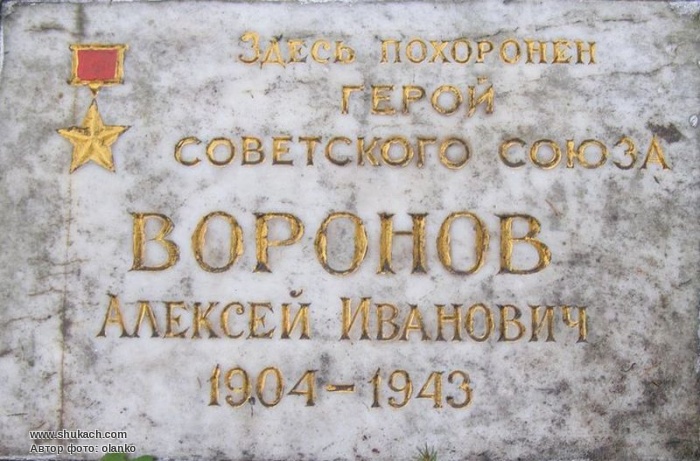 Здесь похоронен
ГЕРОЙ
СОВЕТСКОГО СОЮЗА
ВОРОНОВ
АЛЕКСЕЙ ИВАНОВИЧ
1904-1943
www.shukach.com
Автор фото: olanko